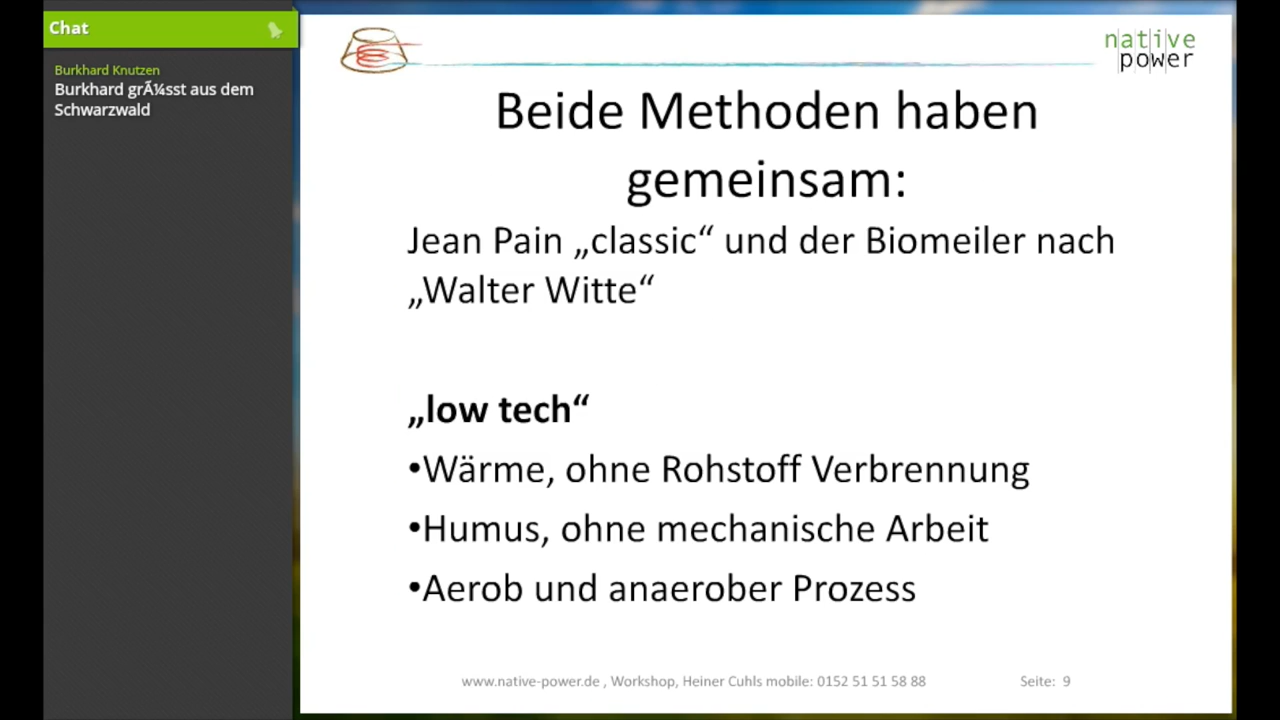 Chat
Burkhard Knutzen
Burkhard grÃ¼sst aus dem
Schwarzwald
native
power
Beide Methoden haben
gemeinsam:
Jean Pain „classic“ und der Biomeiler nach
„Walter Witte“
„low tech“
•Wärme, ohne Rohstoff Verbrennung
•Humus, ohne mechanische Arbeit
•Aerob und anaerober Prozess
www.native-power.de , Workshop, Heiner Cuhls mobile: 0152 51 51 58 88 Seite: 9